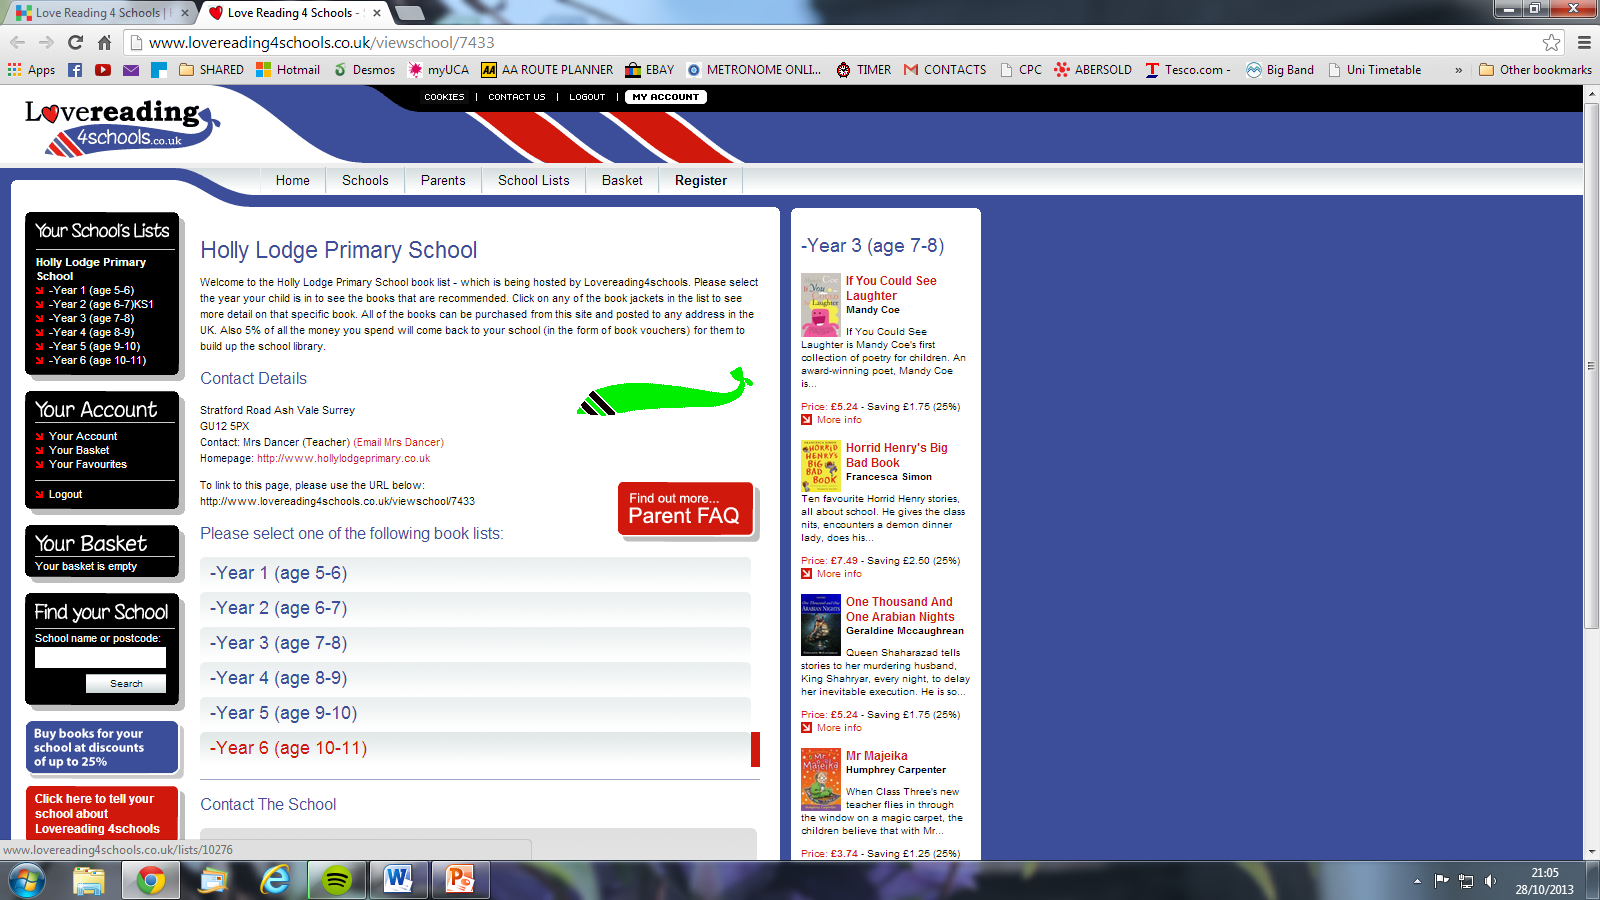 Love Reading 4 Schools |
Love Reading 4 Schools -
www.lovereading4schools.co.uk/viewschool/7433
Apps
SHARED
Hotmail
Desmos
myUCA
AA ROUTE PLANNER
EBAY
METRONOME ONLI...
TIMER
CONTACTS
CPC
ABERSOLD
Tesco.com -
Big Band
Uni Timetable
»
Other bookmarks
COOKIES | CONTACT US | LOGOUT | MY ACCOUNT
Lovereading
4schools.co.uk
Home
Schools
Parents
School Lists
Basket
Register
Your School's Lists
Holly Lodge Primary
School
-Year 1 (age 5-6)
-Year 2 (age 6-7)KS1
-Year 3 (age 7-8)
-Year 4 (age 8-9)
-Year 5 (age 9-10)
-Year 6 (age 10-11)
Your Account
Your Account
Your Basket
Your Favourites
Logout
Your Basket
Your basket is empty
Find your School
School name or postcode:
Search
Buy books for your
school at discounts
of up to 25%
Click here to tell your
school about
Lovereading 4schools
Holly Lodge Primary School
Welcome to the Holly Lodge Primary School book list - which is being hosted by Lovereading4schools. Please select
the year your child is in to see the books that are recommended. Click on any of the book jackets in the list to see
more detail on that specific book. All of the books can be purchased from this site and posted to any address in the
UK. Also 5% of all the money you spend will come back to your school (in the form of book vouchers) for them to
build up the school library.
Contact Details
Stratford Road Ash Vale Surrey
GU12 5PX
Contact: Mrs Dancer (Teacher) (Email Mrs Dancer)
Homepage: http://www.hollylodgeprimary.co.uk
To link to this page, please use the URL below:
http://www.lovereading4schools.co.uk/viewschool/7433
Find out more...
Parent FAQ
Please select one of the following book lists:
-Year 1 (age 5-6)
-Year 2 (age 6-7)
-Year 3 (age 7-8)
-Year 4 (age 8-9)
-Year 5 (age 9-10)
-Year 6 (age 10-11)
Contact The School
-Year 3 (age 7-8)
If You Could See
Laughter
Mandy Coe
If You Could See
Laughter is Mandy Coe's first
collection of poetry for children. An
award-winning poet, Mandy Coe
is...
Price: £5.24 - Saving £1.75 (25%)
More info
HORRID
HENRY'S
BIG
BAD
BOOK
Horrid Henry's Big
Bad Book
Francesca Simon
Ten favourite Horrid Henry stories,
all about school. He gives the class
nits, encounters a demon dinner
lady, does his...
Price: £7.49 - Saving £2.50 (25%)
More info
One Thousand And
One Arabian Nights
Geraldine Mccaughrean
Queen Shaharazad tells
stories to her murdering husband,
King Shahryar, every night, to delay
her inevitable execution. He is so...
Price: £5.24 - Saving £1.75 (25%)
More info
Mr Majeika
Humphrey Carpenter
When Class Three's new
teacher flies in through
the window on a magic carpet, the
children believe that with Mr...
Price: £3.74 - Saving £1.25 (25%)
www.lovereading4schools.co.uk/lists/10276
21:05
28/10/2013